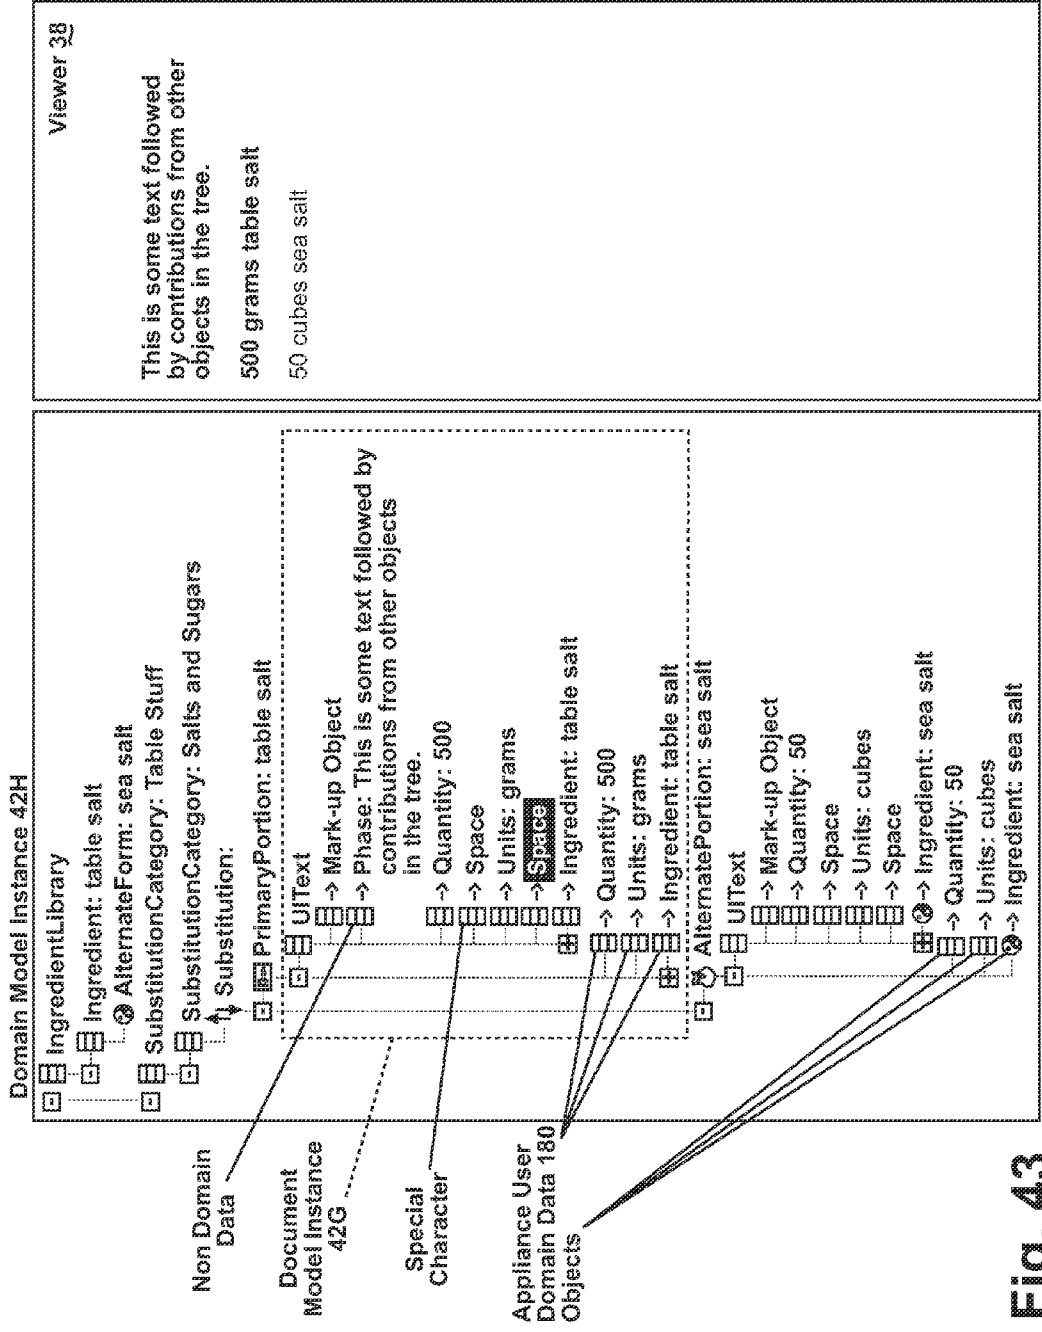 Domain Model Instance 42H
IngredientLibrary
Ingredient: table salt
AlternateForm: sea salt
SubstitutionCategory: Table Stuff
SubstitutionCategory: Salts and Sugars
Substitution:
PrimaryPortion: table salt
UIText
-> Mark-up Object
-> Phase: This is some text followed by
contributions from other objects
in the tree.
-> Quantity: 500
-> Space
-> Units: grams
-> Space
-> Ingredient: table salt
-> Quantity: 500
-> Units: grams
-> Ingredient: table salt
AlternatePortion: sea salt
UIText
-> Mark-up Object
-> Quantity: 50
-> Space
-> Units: cubes
-> Space
-> Ingredient: sea salt
-> Quantity: 50
-> Units: cubes
-> Ingredient: sea salt
Viewer 38
This is some text followed
by contributions from other
objects in the tree.
500 grams table salt
50 cubes sea salt
Non Domain
Data
Document
Model Instance
42G
Special
Character
Appliance User
Domain Data 180
Objects
Fig. 43